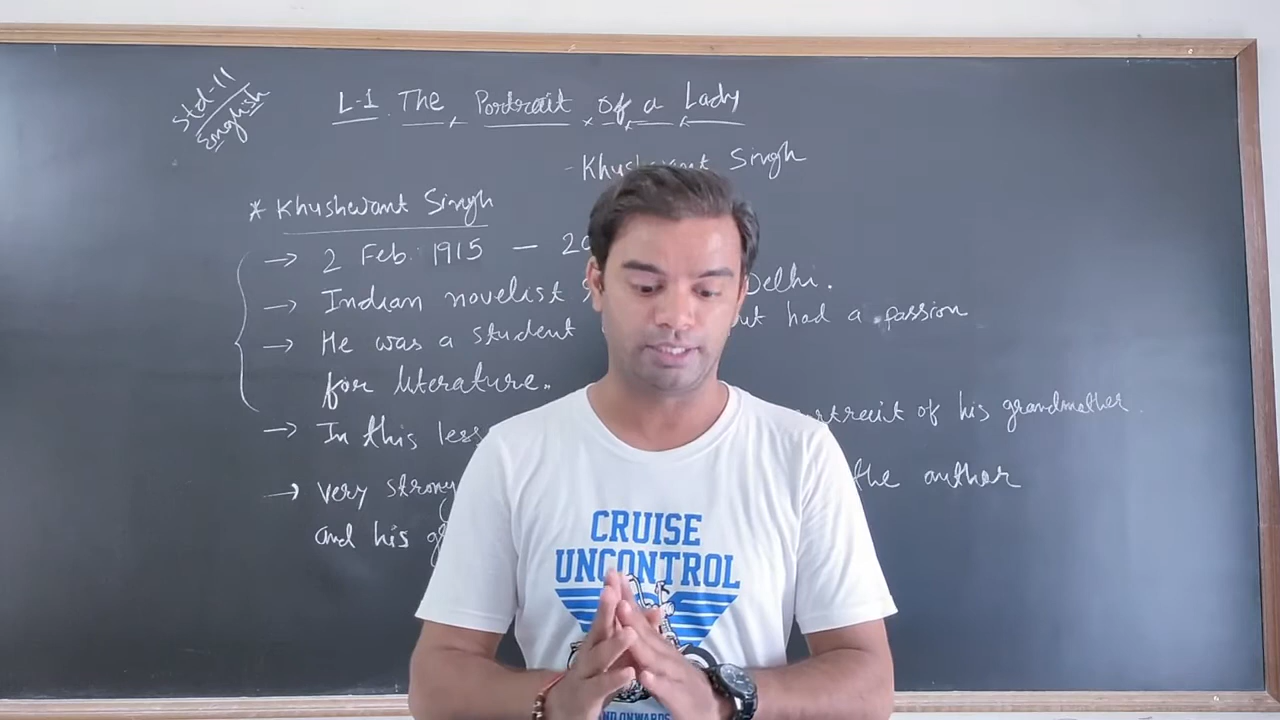 Std-11
English
L-1. The Portrait of a Lady
- Khushwant Singh
* Khushwant Singh
→ 2 Feb. 1915 — 20
→ Indian novelist Delhi.
→ He was a student but had a passion
for literature.
→ In this of his grandmother.
→ Very strong the author
and his
CRUISE
UNCONTROL